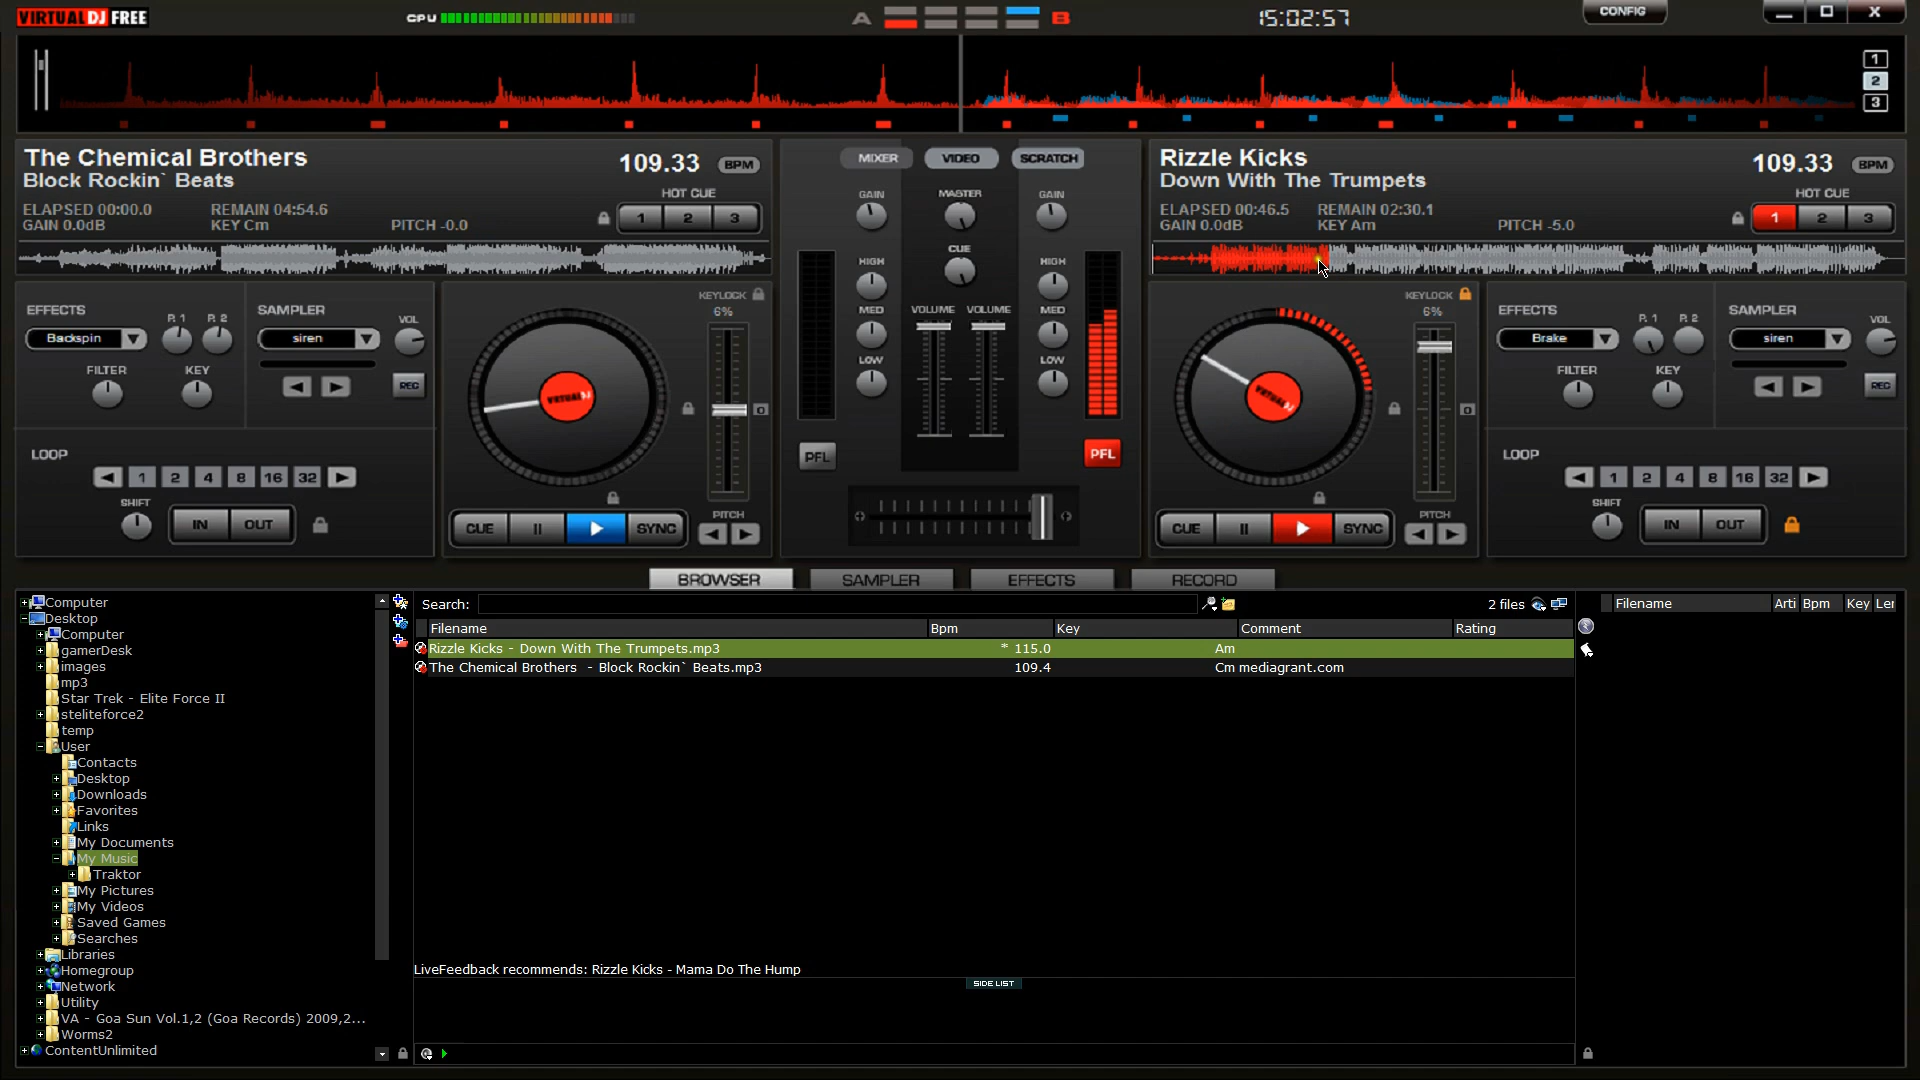 VIRTUALDJ FREE
CPU
A
B
15:02:57
CONFIG
1
2
3
The Chemical Brothers
Block Rockin` Beats
109.33 BPM
HOT CUE
ELAPSED 00:00.0 REMAIN 04:54.6
GAIN 0.0dB KEY Cm PITCH -0.0
1 2 3
MIXER VIDEO SCRATCH
GAIN MASTER GAIN
CUE
HIGH HIGH
MED MED
VOLUME VOLUME
LOW LOW
PFL PFL
Rizzle Kicks
Down With The Trumpets
109.33 BPM
HOT CUE
ELAPSED 00:46.5 REMAIN 02:30.1
GAIN 0.0dB KEY Am PITCH -5.0
1 2 3
EFFECTS P. 1 P. 2 SAMPLER VOL
Backspin siren
FILTER KEY REC
LOOP
1 2 4 8 16 32
SHIFT
IN OUT
KEYLOCK
6%
VIRTUALDJ
0
CUE SYNC
PITCH
KEYLOCK
6%
VIRTUALDJ
0
CUE SYNC
PITCH
EFFECTS P. 1 P. 2 SAMPLER VOL
Brake siren
FILTER KEY REC
LOOP
1 2 4 8 16 32
SHIFT
IN OUT
BROWSER SAMPLER EFFECTS RECORD
Computer
Desktop
Computer
gamerDesk
images
mp3
Star Trek - Elite Force II
steliteforce2
temp
User
Contacts
Desktop
Downloads
Favorites
Links
My Documents
My Music
Traktor
My Pictures
My Videos
Saved Games
Searches
Libraries
Homegroup
Network
Utility
VA - Goa Sun Vol.1,2 (Goa Records) 2009,2...
Worms2
ContentUnlimited
Search: 2 files
Filename Bpm Key Comment Rating
Rizzle Kicks - Down With The Trumpets.mp3 * 115.0 Am
The Chemical Brothers - Block Rockin` Beats.mp3 109.4 Cm mediagrant.com
LiveFeedback recommends: Rizzle Kicks - Mama Do The Hump
SIDE LIST
Filename Arti Bpm Key Ler